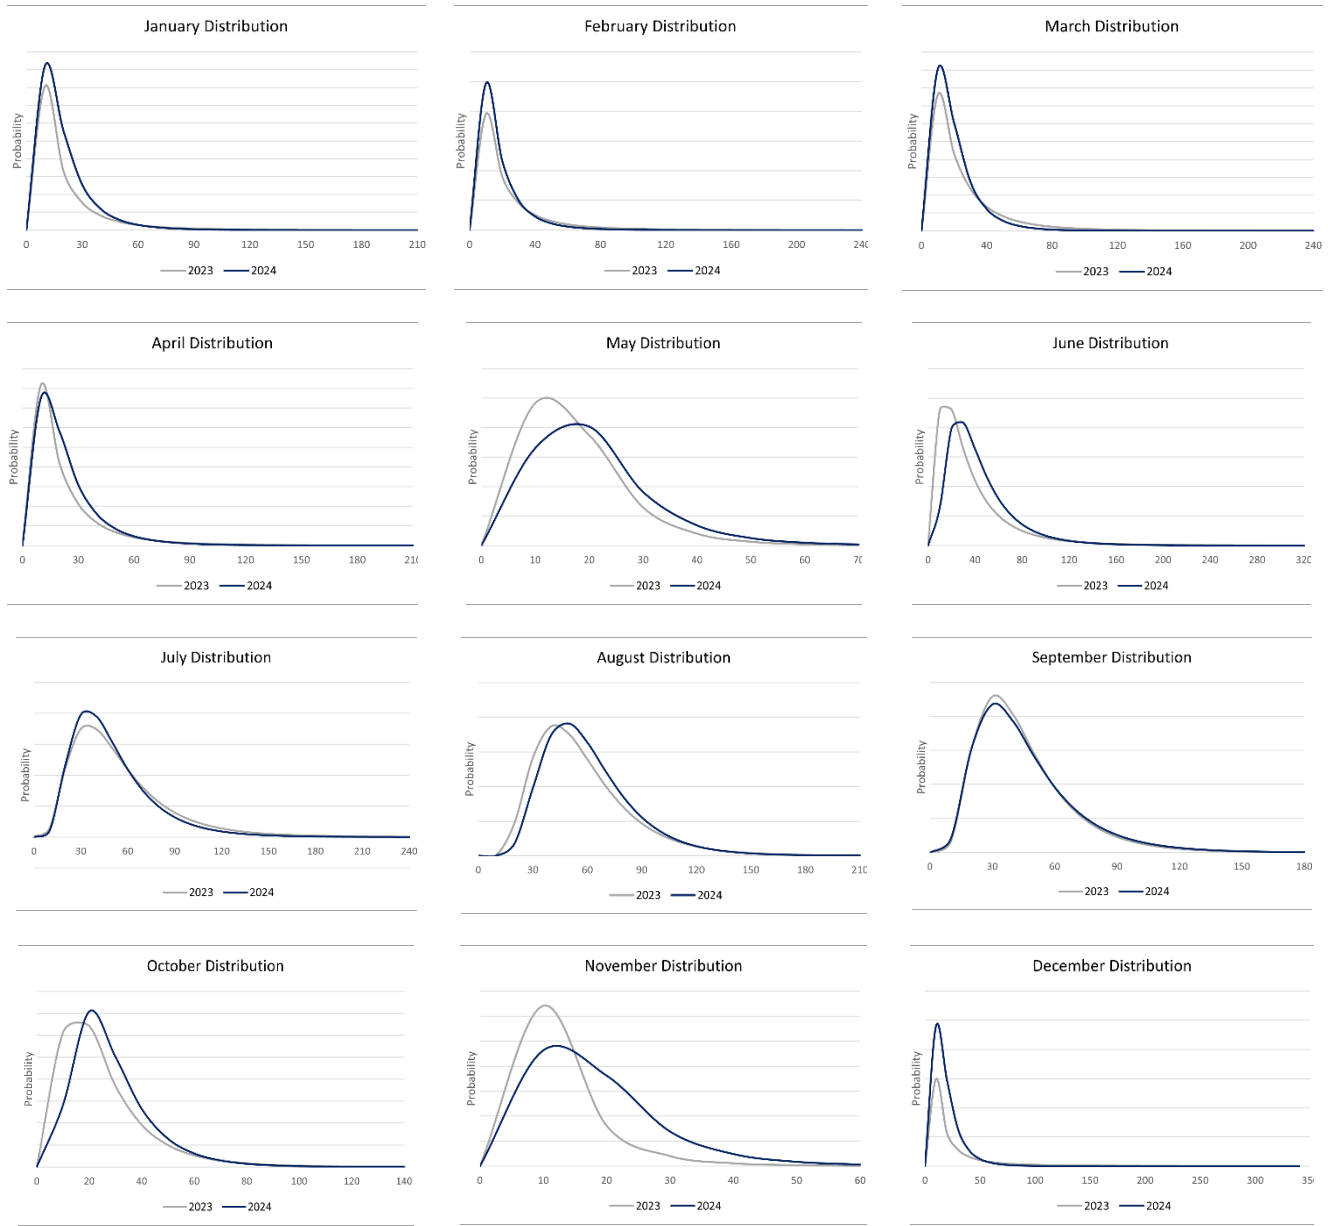 January Distribution
Probability
0 30 60 90 120 150 180 210
2023 2024
February Distribution
Probability
0 40 80 120 160 200 240
2023 2024
March Distribution
Probability
0 40 80 120 160 200 240
2023 2024
April Distribution
Probability
0 30 60 90 120 150 180 210
2023 2024
May Distribution
Probability
0 10 20 30 40 50 60 70
2023 2024
June Distribution
Probability
0 40 80 120 160 200 240 280 320
2023 2024
July Distribution
Probability
0 30 60 90 120 150 180 210 240
2023 2024
August Distribution
Probability
0 30 60 90 120 150 180 210
2023 2024
September Distribution
Probability
0 30 60 90 120 150 180
2023 2024
October Distribution
Probability
0 20 40 60 80 100 120 140
2023 2024
November Distribution
Probability
0 10 20 30 40 50 60
2023 2024
December Distribution
Probability
0 50 100 150 200 250 300 350
2023 2024